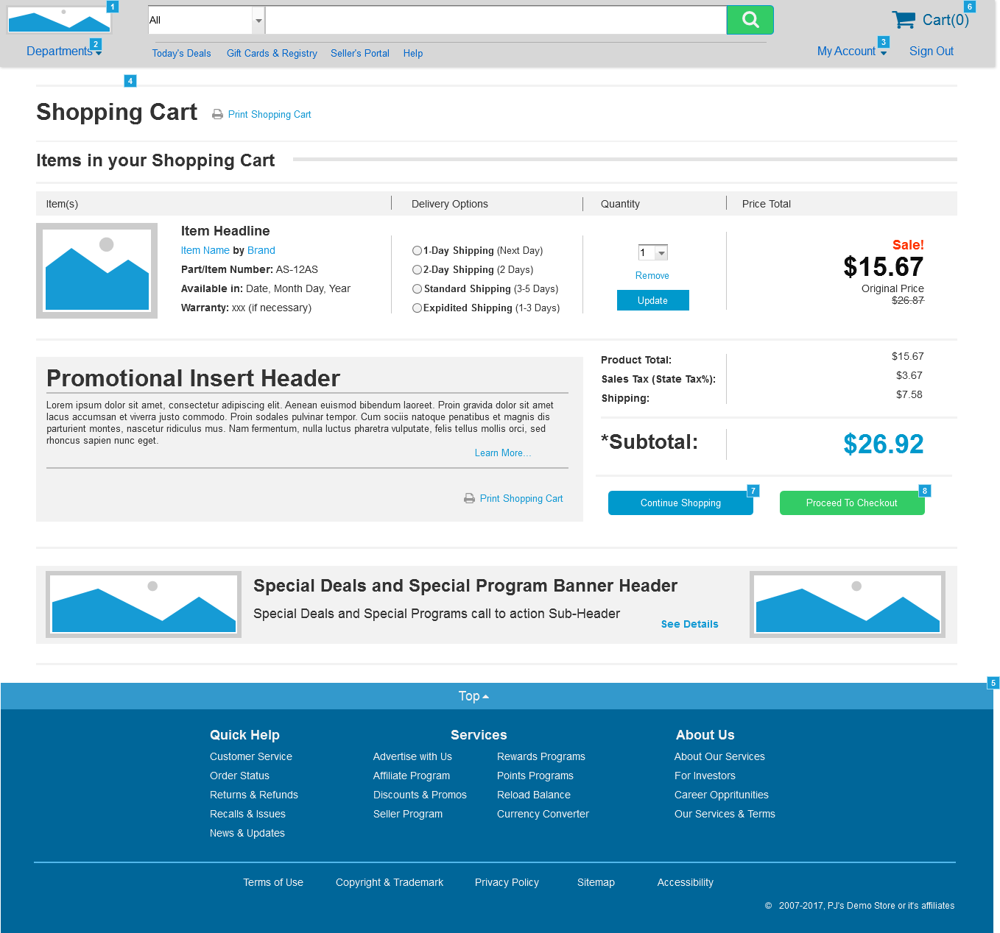 1
All
6
Cart(0)
2
Departments
Today's Deals
Gift Cards & Registry
Seller's Portal
Help
3
My Account
Sign Out
4
Shopping Cart
Print Shopping Cart
Items in your Shopping Cart
Item(s)
Delivery Options
Quantity
Price Total
Item Headline
Item Name by Brand
Part/Item Number: AS-12AS
Available in: Date, Month Day, Year
Warranty: xxx (if necessary)
1-Day Shipping (Next Day)
2-Day Shipping (2 Days)
Standard Shipping (3-5 Days)
Expidited Shipping (1-3 Days)
1
Remove
Update
Sale!
$15.67
Original Price
$26.87
Promotional Insert Header
Lorem ipsum dolor sit amet, consectetur adipiscing elit. Aenean euismod bibendum laoreet. Proin gravida dolor sit amet
lacus accumsan et viverra justo commodo. Proin sodales pulvinar tempor. Cum sociis natoque penatibus et magnis dis
parturient montes, nascetur ridiculus mus. Nam fermentum, nulla luctus pharetra vulputate, felis tellus mollis orci, sed
rhoncus sapien nunc eget.
Learn More...
Print Shopping Cart
Product Total:
$15.67
Sales Tax (State Tax%):
$3.67
Shipping:
$7.58
*Subtotal:
$26.92
7
Continue Shopping
8
Proceed To Checkout
Special Deals and Special Program Banner Header
Special Deals and Special Programs call to action Sub-Header
See Details
5
Top
Quick Help
Customer Service
Order Status
Returns & Refunds
Recalls & Issues
News & Updates
Services
Advertise with Us
Affiliate Program
Discounts & Promos
Seller Program
Rewards Programs
Points Programs
Reload Balance
Currency Converter
About Us
About Our Services
For Investors
Career Oppritunities
Our Services & Terms
Terms of Use
Copyright & Trademark
Privacy Policy
Sitemap
Accessibility
© 2007-2017, PJ's Demo Store or it's affiliates